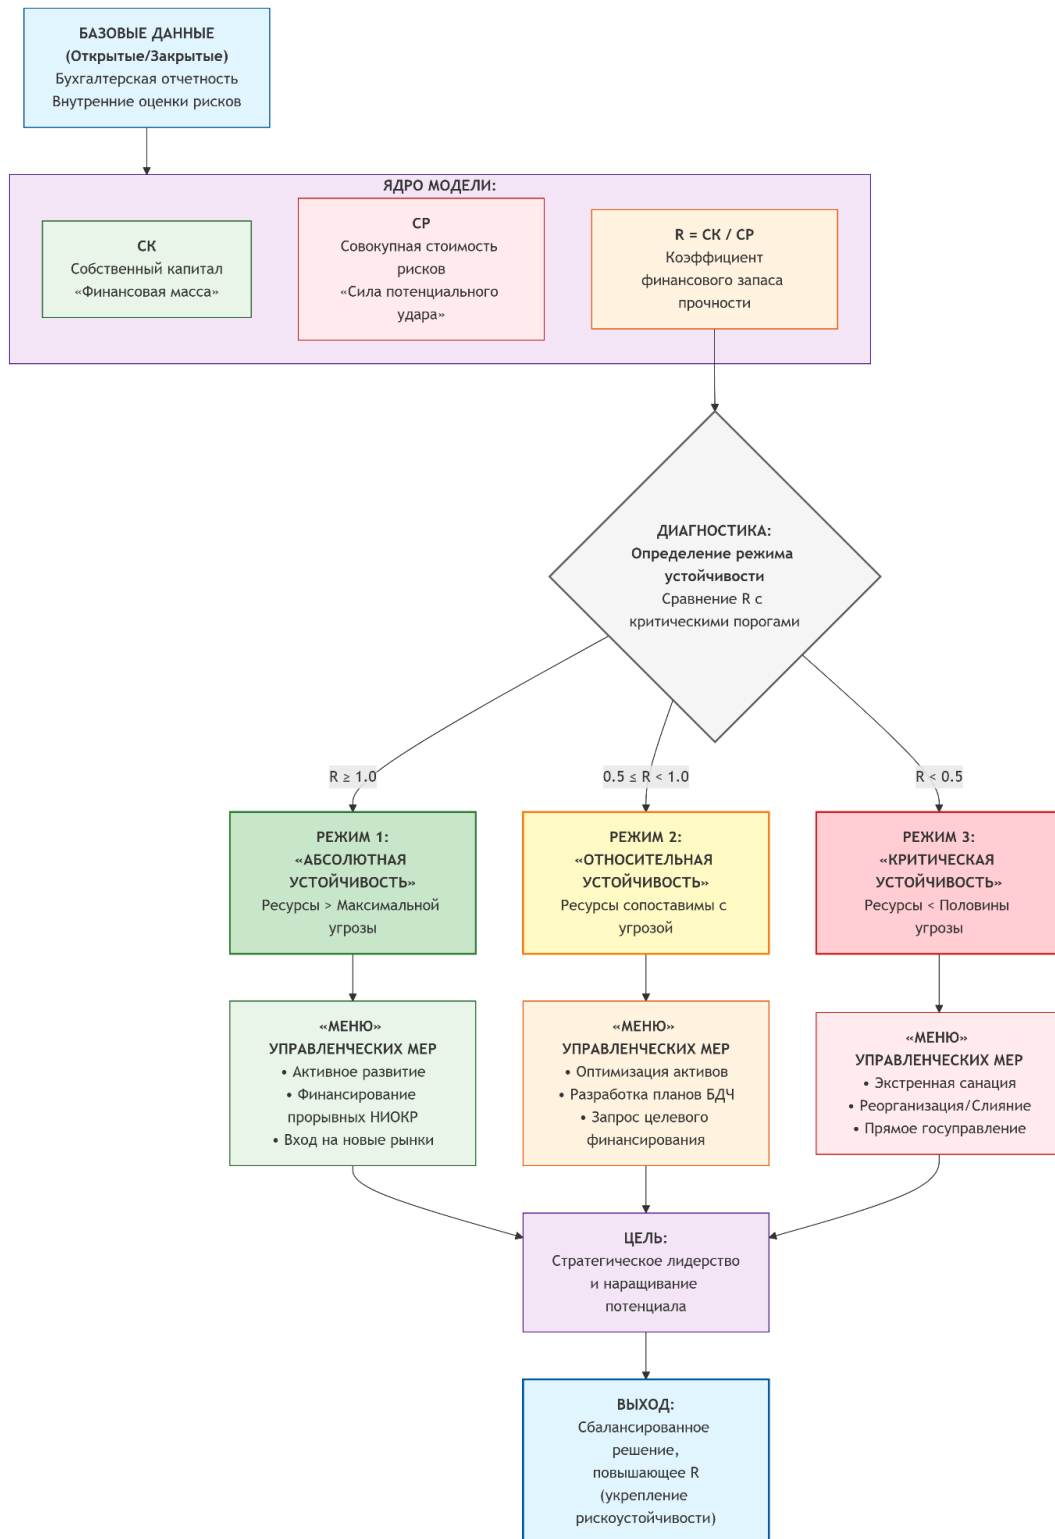 БАЗОВЫЕ ДАННЫЕ
(Открытые/Закрытые)
Бухгалтерская отчетность
Внутренние оценки рисков
ЯДРО МОДЕЛИ:
СК
Собственный капитал
«Финансовая масса»
СР
Совокупная стоимость
рисков
«Сила потенциального
удара»
R = СК / СР
Коэффициент
финансового запаса
прочности
ДИАГНОСТИКА:
Определение режима
устойчивости
Сравнение R с
критическими порогами
R ≥ 1.0
0.5 ≤ R < 1.0
R < 0.5
РЕЖИМ 1:
«АБСОЛЮТНАЯ
УСТОЙЧИВОСТЬ»
Ресурсы > Максимальной
угрозы
РЕЖИМ 2:
«ОТНОСИТЕЛЬНАЯ
УСТОЙЧИВОСТЬ»
Ресурсы сопоставимы с
угрозой
РЕЖИМ 3:
«КРИТИЧЕСКАЯ
УСТОЙЧИВОСТЬ»
Ресурсы < Половины
угрозы
«МЕНЮ»
УПРАВЛЕНЧЕСКИХ МЕР
• Активное развитие
• Финансирование
прорывных НИОКР
• Вход на новые рынки
«МЕНЮ»
УПРАВЛЕНЧЕСКИХ МЕР
• Оптимизация активов
• Разработка планов БДЧ
• Запрос целевого
финансирования
«МЕНЮ»
УПРАВЛЕНЧЕСКИХ МЕР
• Экстренная санация
• Реорганизация/Слияние
• Прямое госуправление
ЦЕЛЬ:
Стратегическое лидерство
и наращивание
потенциала
ВЫХОД:
Сбалансированное
решение,
повышающее R
(укрепление
рискоустойчивости)